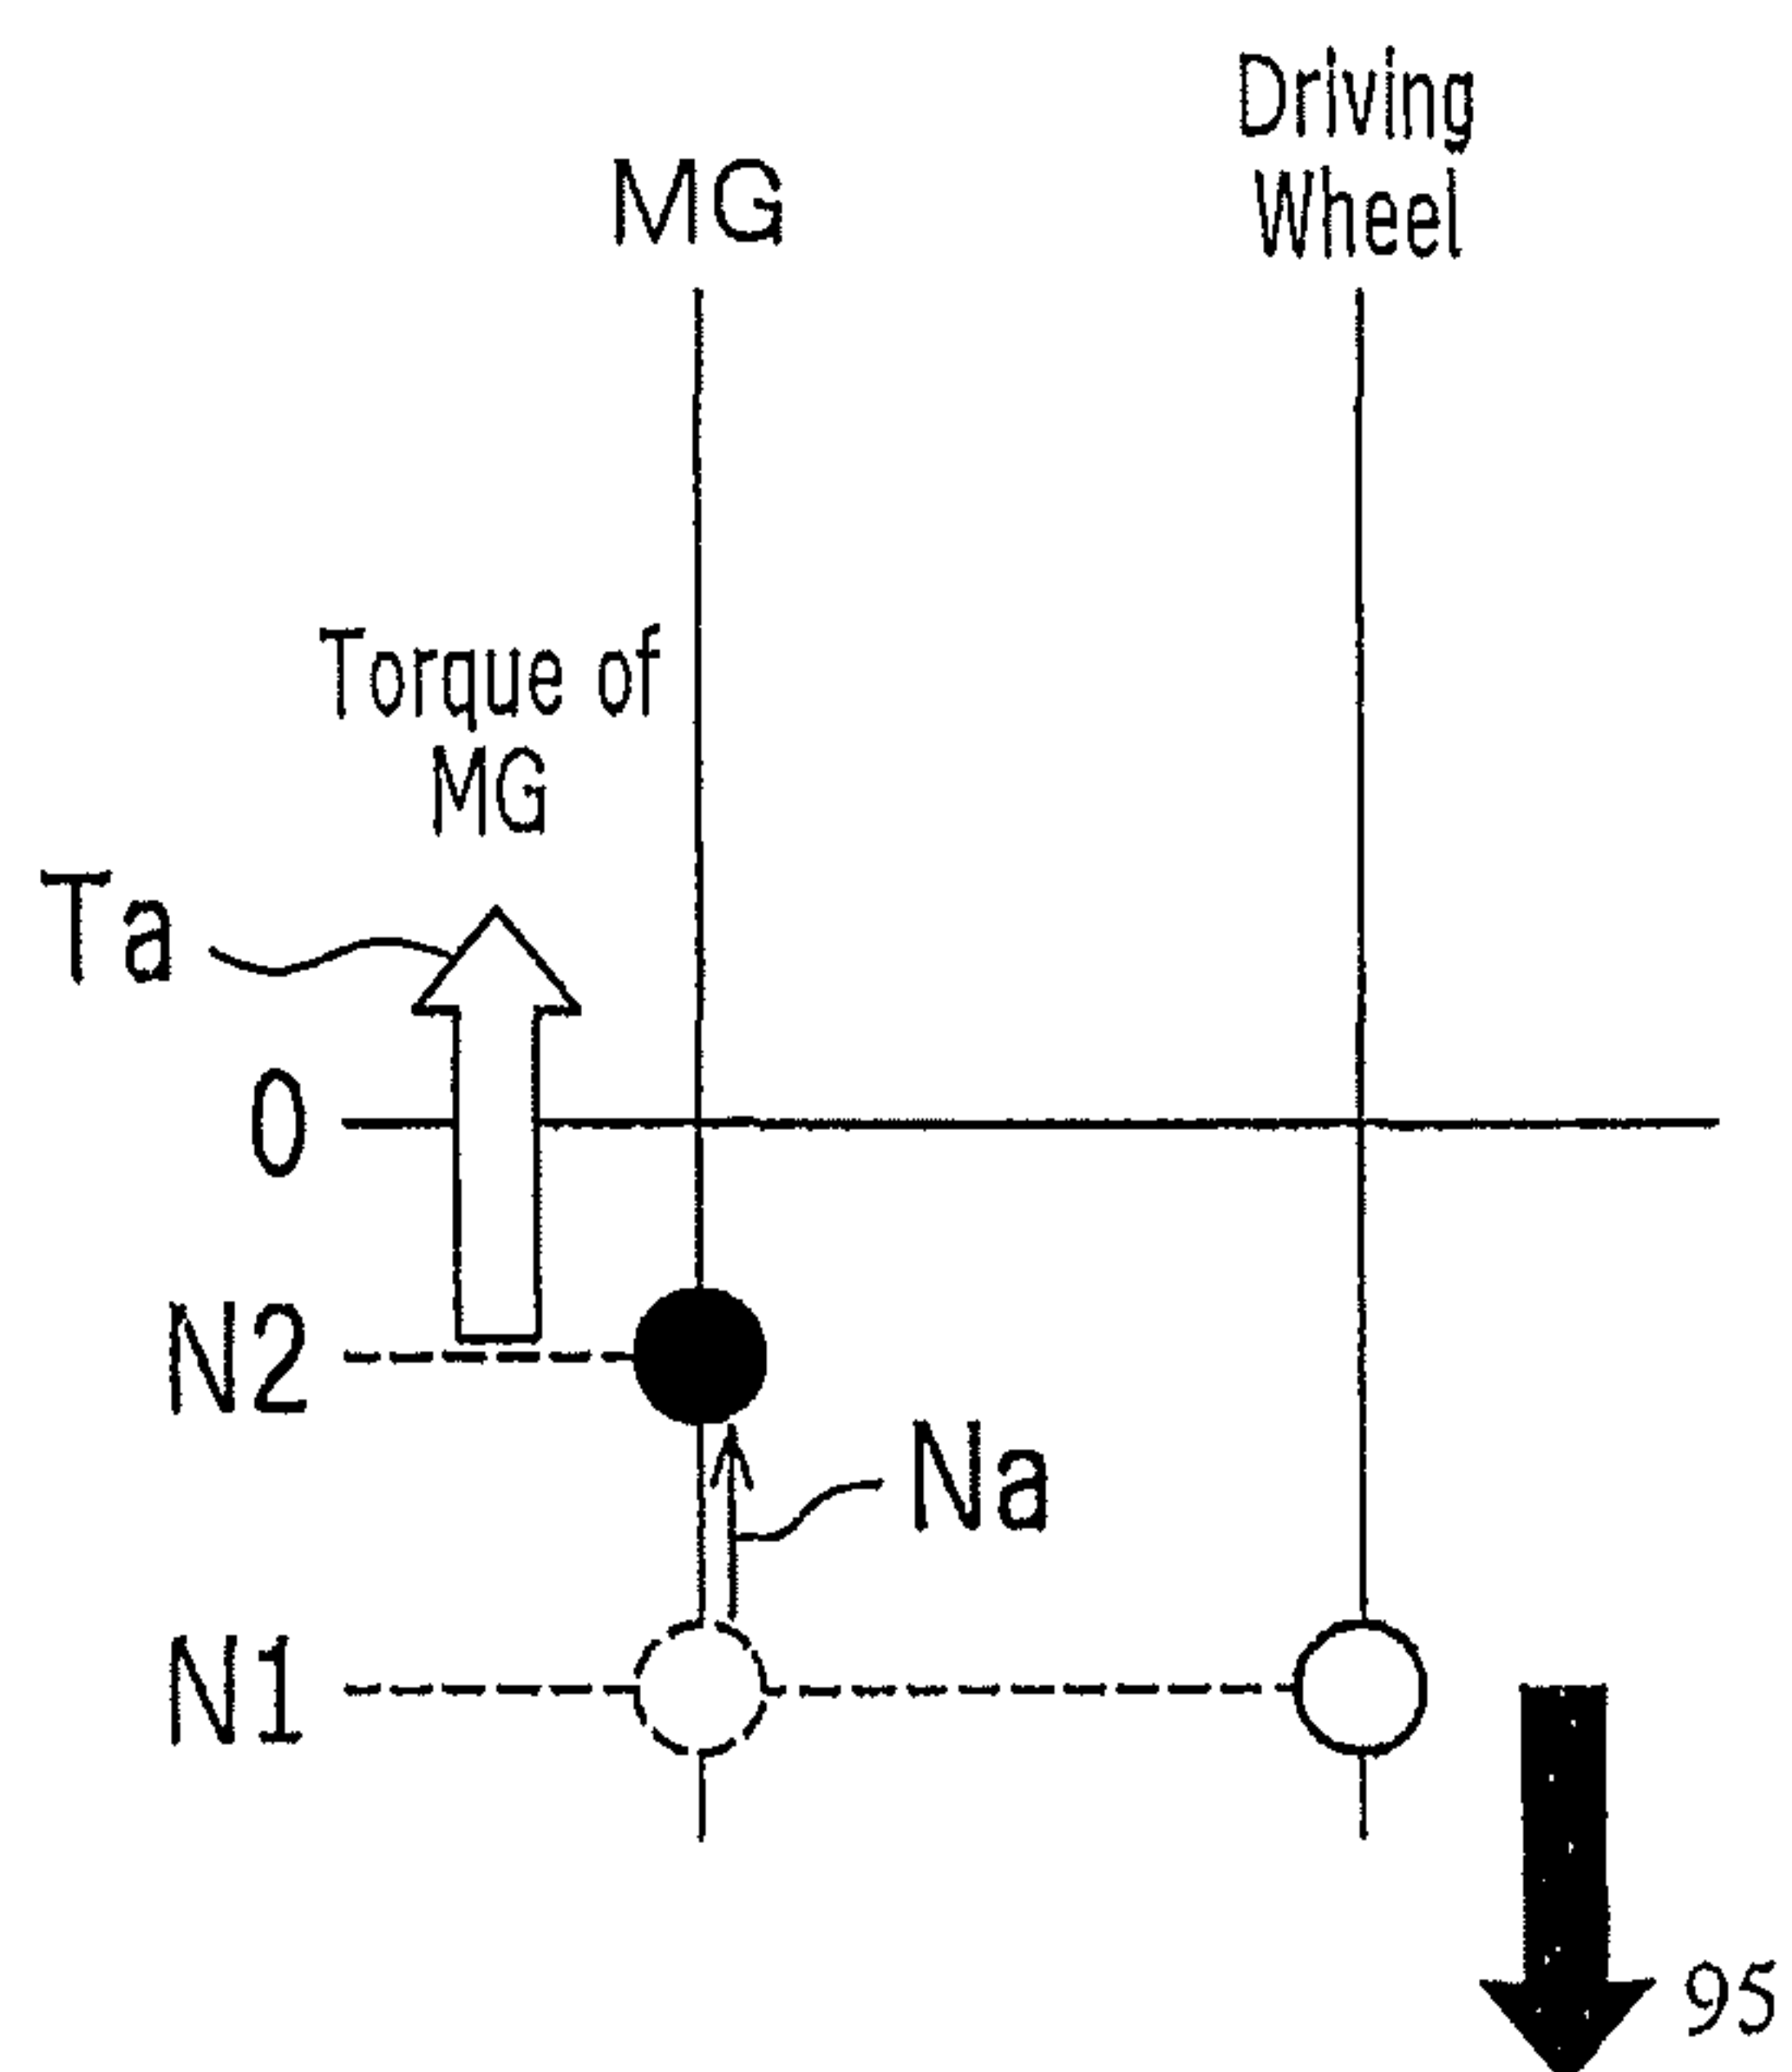 MG
Driving
Wheel
Torque of
MG
Ta
0
N2
Na
N1
95